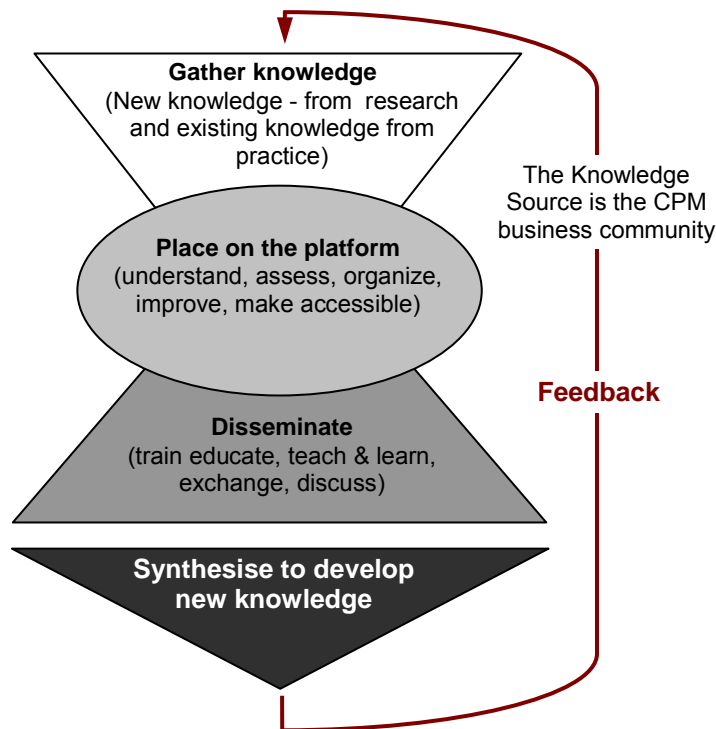 Gather knowledge
(New knowledge - from research
and existing knowledge from
practice)
The Knowledge
Source is the CPM
business community
Place on the platform
(understand, assess, organize,
improve, make accessible)
Feedback
Disseminate
(train educate, teach & learn,
exchange, discuss)
Synthesise to develop
new knowledge